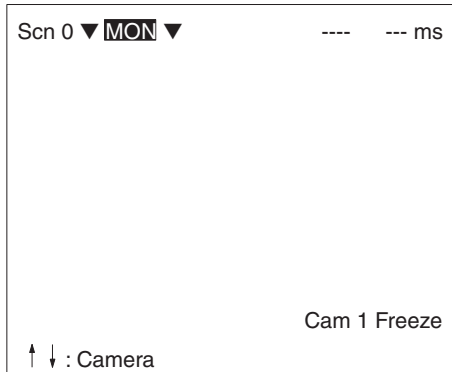 Scn 0 ▼ MON ▼ ---- --- ms
Cam 1 Freeze
↑ ↓ : Camera